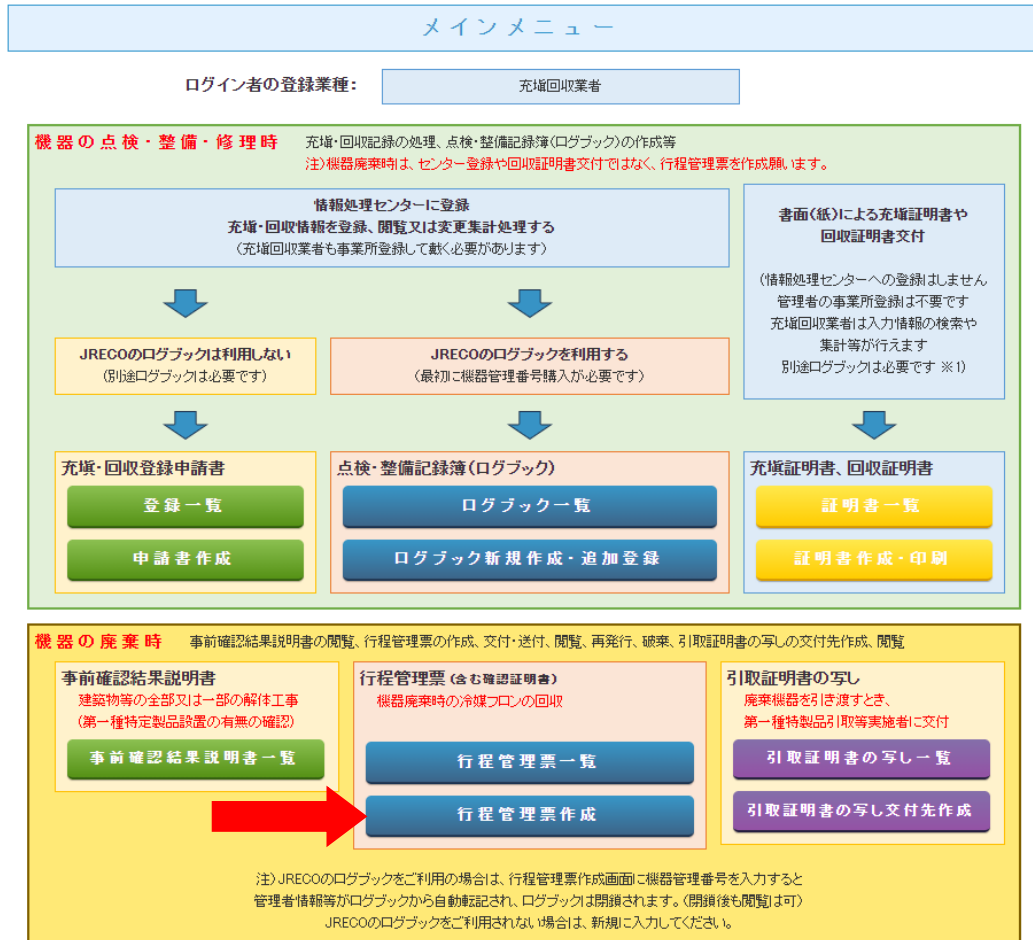 メインメニュー
ログイン者の登録業種：
充塡回収業者
機器の点検・整備・修理時
充塡・回収記録の処理、点検・整備記録簿(ログブック)の作成等
注)機器廃棄時は、センター登録や回収証明書交付ではなく、行程管理票を作成願います。
情報処理センターに登録
充塡・回収情報を登録、閲覧又は変更集計処理する
(充塡回収業者も事業所登録して戴く必要があります)
書面(紙)による充塡証明書や
回収証明書交付
(情報処理センターへの登録はしません
管理者の事業所登録は不要です
充塡回収業者は入力情報の検索や
集計等が行えます
別途ログブックは必要です ※1)
JRECOのログブックは利用しない
(別途ログブックは必要です)
JRECOのログブックを利用する
(最初に機器管理番号購入が必要です)
充塡・回収登録申請書
登録一覧
申請書作成
点検・整備記録簿(ログブック)
ログブック一覧
ログブック新規作成・追加登録
充塡証明書、回収証明書
証明書一覧
証明書作成・印刷
機器の廃棄時
事前確認結果説明書の閲覧、行程管理票の作成、交付・送付、閲覧、再発行、破棄、引取証明書の写しの交付先作成、閲覧
事前確認結果説明書
建築物等の全部又は一部の解体工事
(第一種特定製品設置の有無の確認)
事前確認結果説明書一覧
行程管理票(含む確認証明書)
機器廃棄時の冷媒フロンの回収
行程管理票一覧
行程管理票作成
引取証明書の写し
廃棄機器を引き渡すとき、
第一種特製品引取等実施者に交付
引取証明書の写し一覧
引取証明書の写し交付先作成
注)JRECOのログブックをご利用の場合は、行程管理票作成画面に機器管理番号を入力すると
管理者情報等がログブックから自動転記され、ログブックは閉鎖されます。(閉鎖後も閲覧は可)
JRECOのログブックをご利用されない場合は、新規に入力してください。